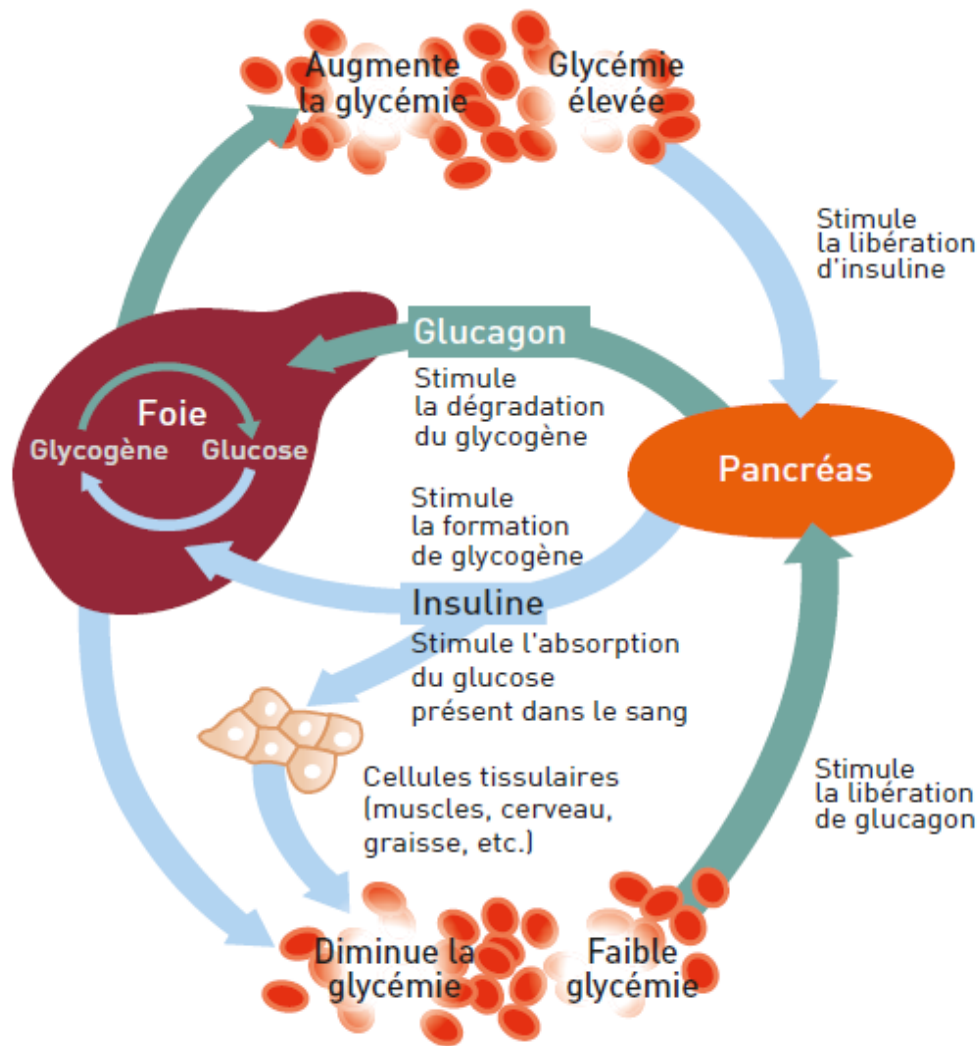 Augmente
la glycémie
Glycémie
élevée
Stimule
la libération
d'insuline
Glucagon
Stimule
la dégradation
du glycogène
Foie
Glycogène
Glucose
Pancréas
Stimule
la formation
de glycogène
Insuline
Stimule l'absorption
du glucose
présent dans le sang
Cellules tissulaires
(muscles, cerveau,
graisse, etc.)
Stimule
la libération
de glucagon
Diminue la
glycémie
Faible
glycémie